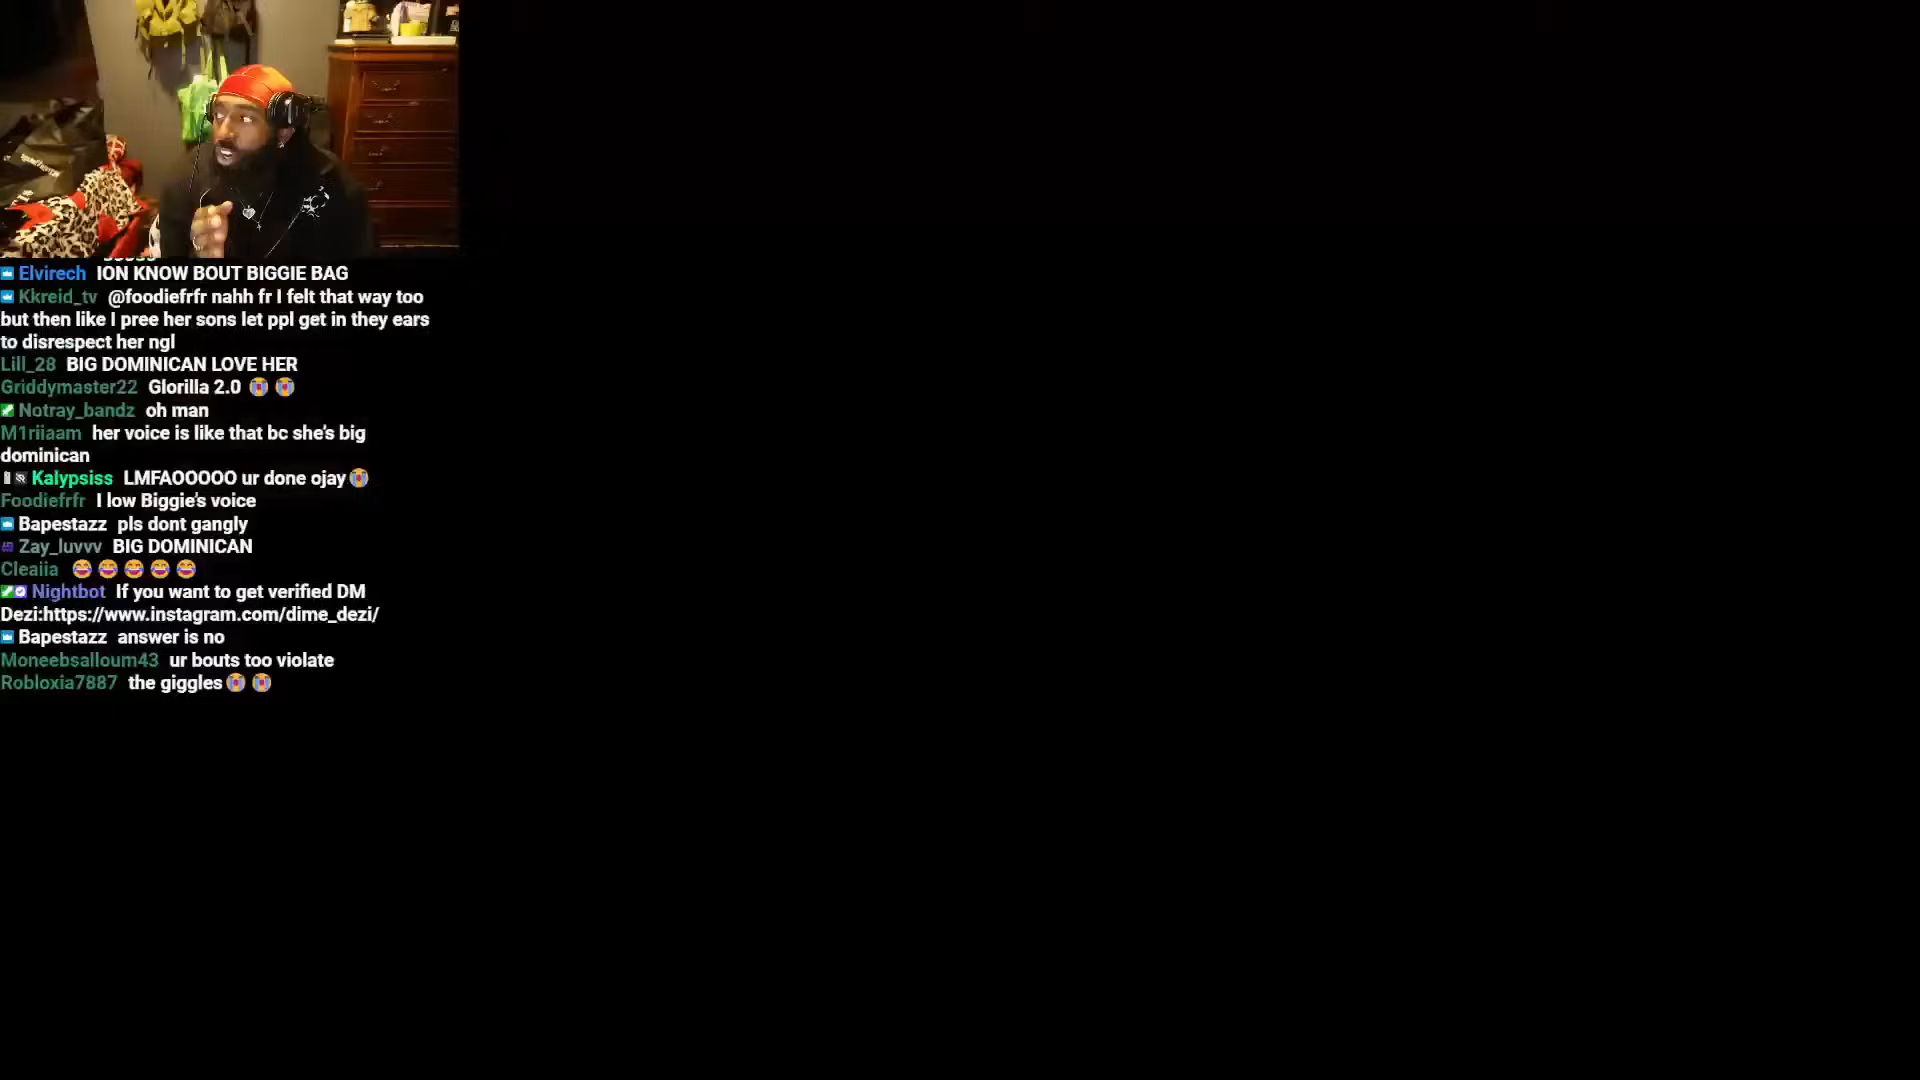 Elvirech ION KNOW BOUT BIGGIE BAG
Kkreid_tv @foodiefrfr nahh fr I felt that way too
but then like I pree her sons let ppl get in they ears
to disrespect her ngl
Lill_28 BIG DOMINICAN LOVE HER
Griddymaster22 Glorilla 2.0 😭 😭
Notray_bandz oh man
M1riiaam her voice is like that bc she's big
dominican
Kalypsiss LMFAOOOOO ur done ojay😭
Foodiefrfr I low Biggie's voice
Bapestazz pls dont gangly
Zay_luvvv BIG DOMINICAN
Cleaiia 😂 😂 😂 😂 😂
Nightbot If you want to get verified DM
Dezi:https://www.instagram.com/dime_dezi/
Bapestazz answer is no
Moneebsalloum43 ur bouts too violate
Robloxia7887 the giggles😭 😭